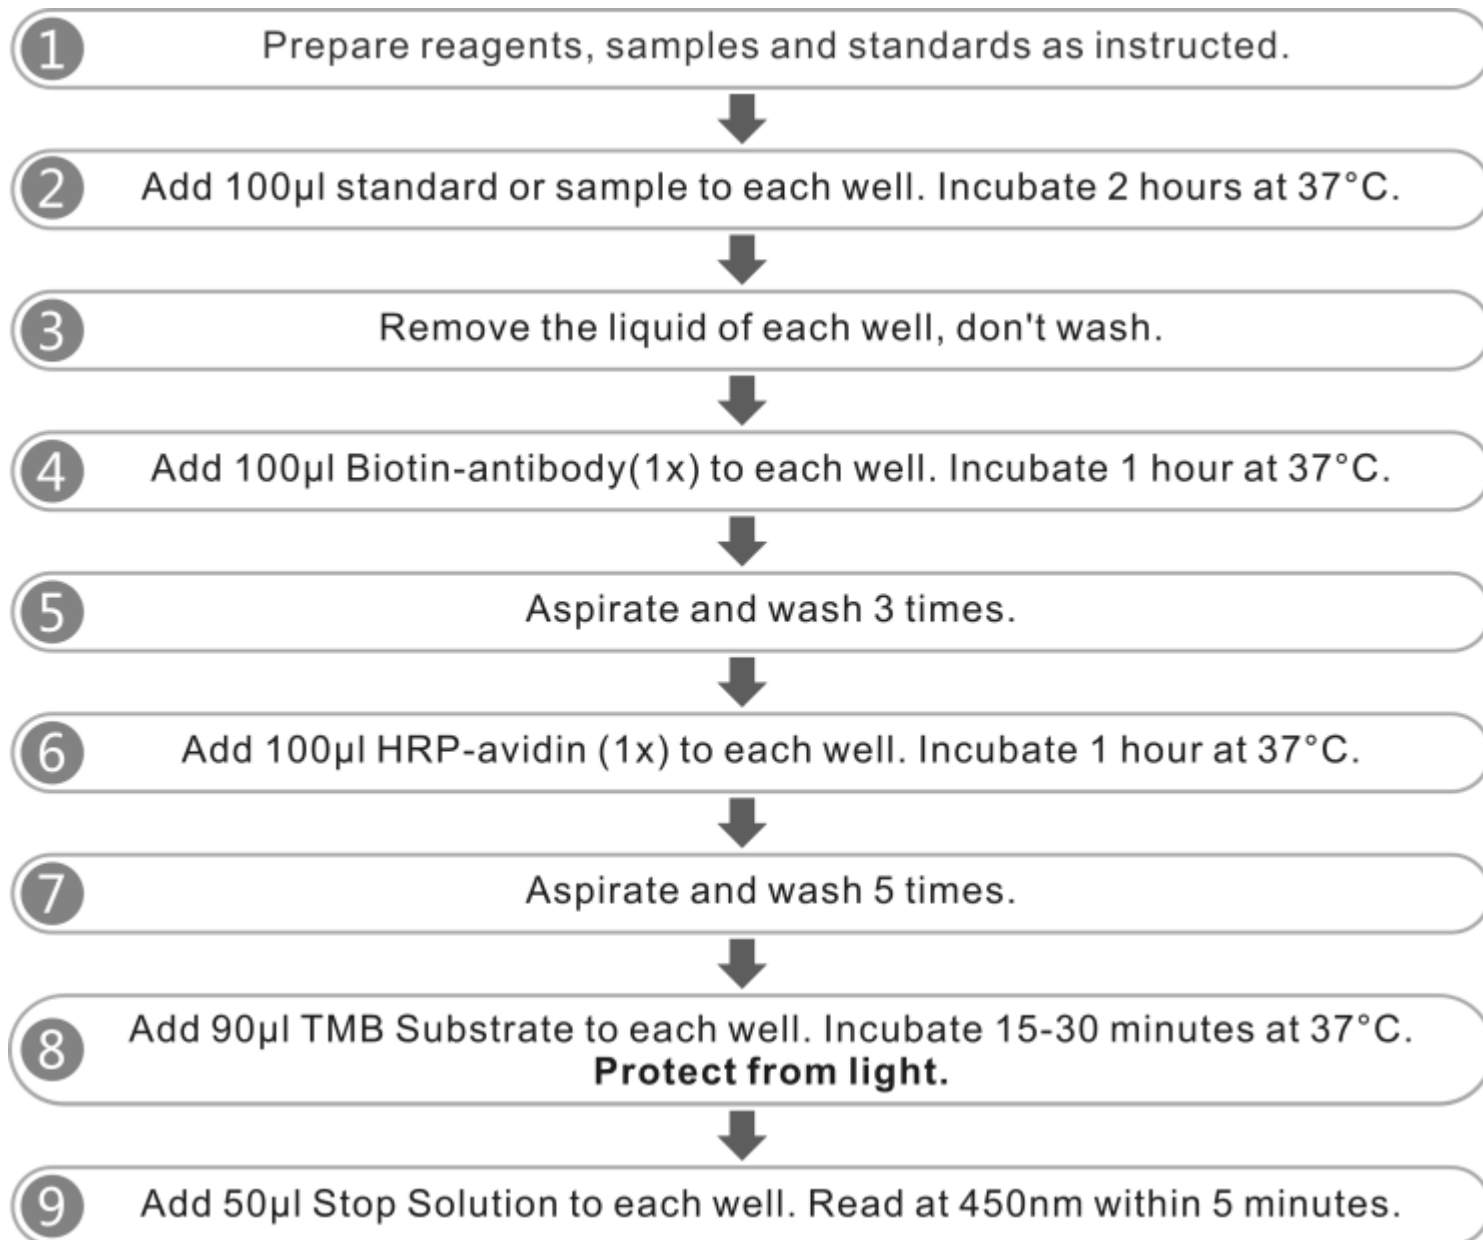 1 Prepare reagents, samples and standards as instructed.
2 Add 100µl standard or sample to each well. Incubate 2 hours at 37°C.
3 Remove the liquid of each well, don't wash.
4 Add 100µl Biotin-antibody(1x) to each well. Incubate 1 hour at 37°C.
5 Aspirate and wash 3 times.
6 Add 100µl HRP-avidin (1x) to each well. Incubate 1 hour at 37°C.
7 Aspirate and wash 5 times.
8 Add 90µl TMB Substrate to each well. Incubate 15-30 minutes at 37°C.
Protect from light.
9 Add 50µl Stop Solution to each well. Read at 450nm within 5 minutes.